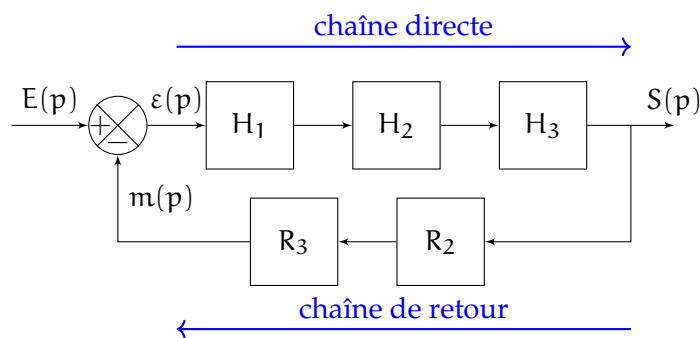 chaîne directe
E(p)
ε(p)
H1
H2
H3
S(p)
+
−
m(p)
R3
R2
chaîne de retour